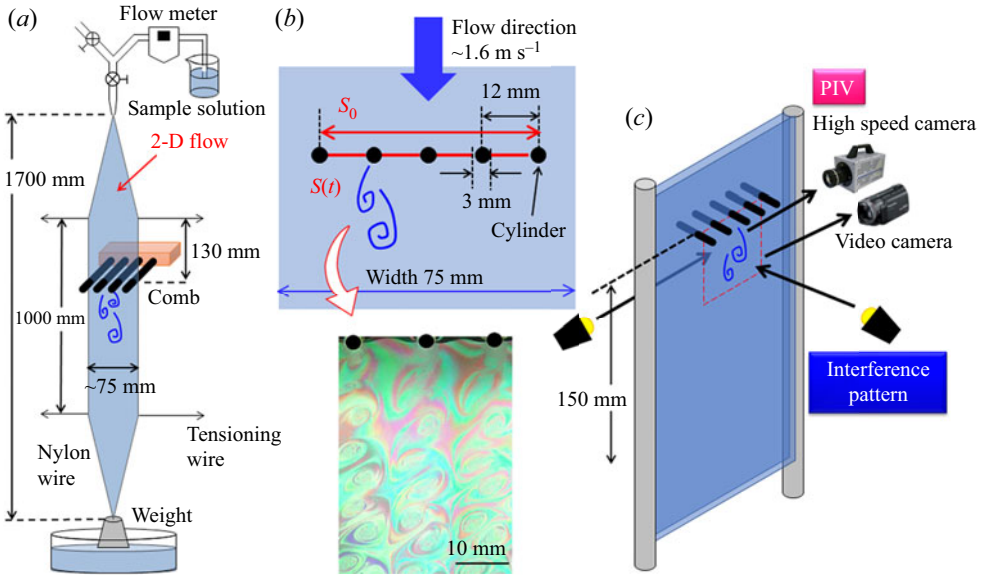 (a)
Flow meter
Sample solution
2-D flow
1700 mm
130 mm
Comb
1000 mm
~75 mm
Nylon
wire
Tensioning
wire
Weight
(b)
Flow direction
~1.6 m s⁻¹
12 mm
S₀
S(t)
3 mm
Cylinder
Width 75 mm
10 mm
(c)
PIV
High speed camera
Video camera
150 mm
Interference
pattern